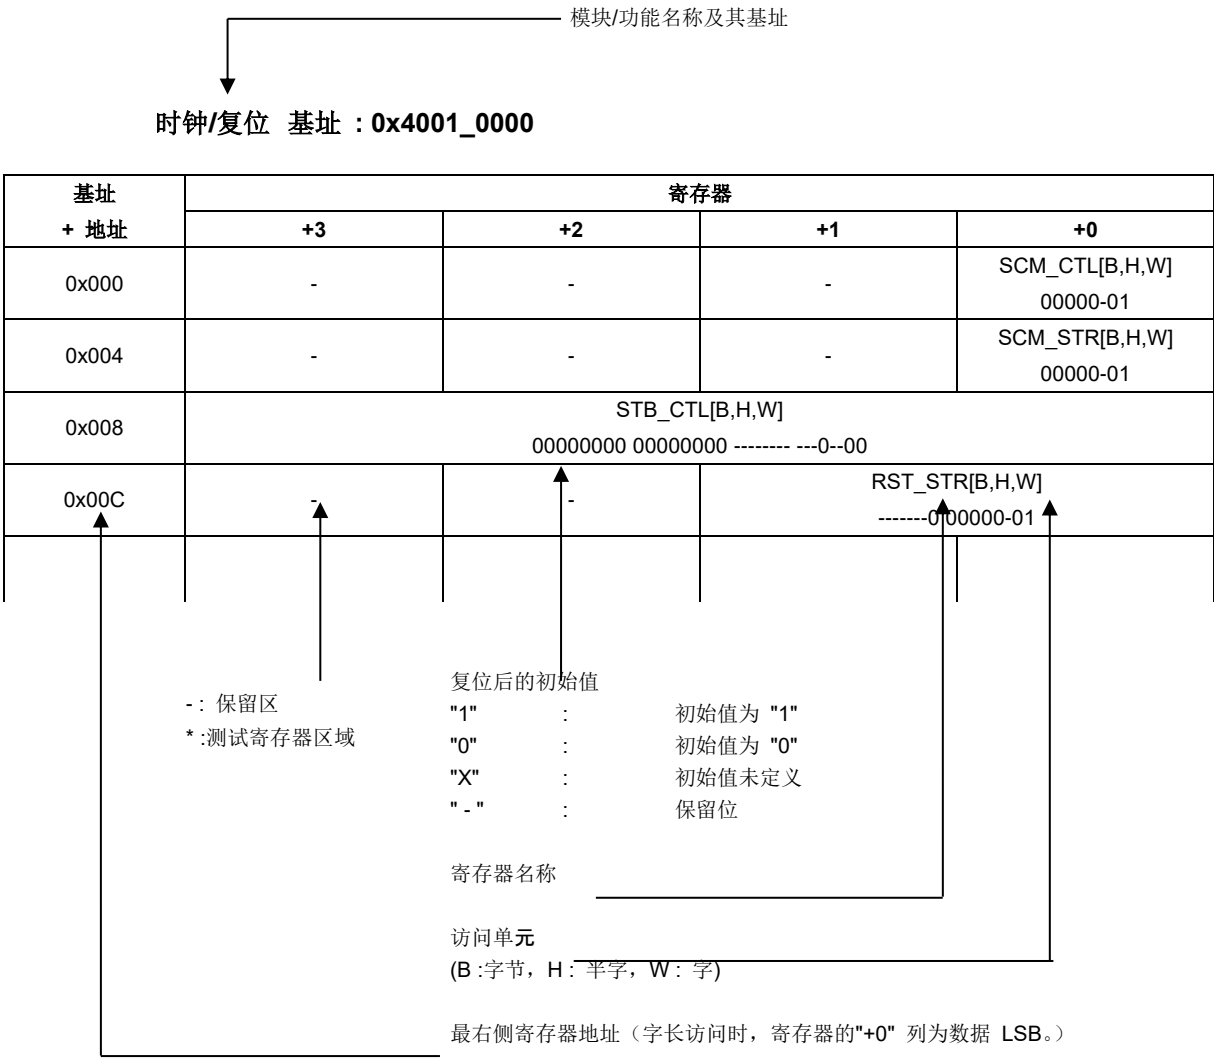 模块/功能名称及其基址
时钟/复位 基址 : 0x4001_0000
基址
+ 地址
寄存器
+3 +2 +1 +0
0x000 - - - SCM_CTL[B,H,W]
00000-01
0x004 - - - SCM_STR[B,H,W]
00000-01
0x008 STB_CTL[B,H,W]
00000000 00000000 -------- ---0--00
0x00C - - RST_STR[B,H,W]
-------0 00000-01
- : 保留区
* :测试寄存器区域
复位后的初始值
"1" : 初始值为 "1"
"0" : 初始值为 "0"
"X" : 初始值未定义
" - " : 保留位
寄存器名称
访问单元
(B :字节，H : 半字，W : 字)
最右侧寄存器地址（字长访问时，寄存器的"+0" 列为数据 LSB。）